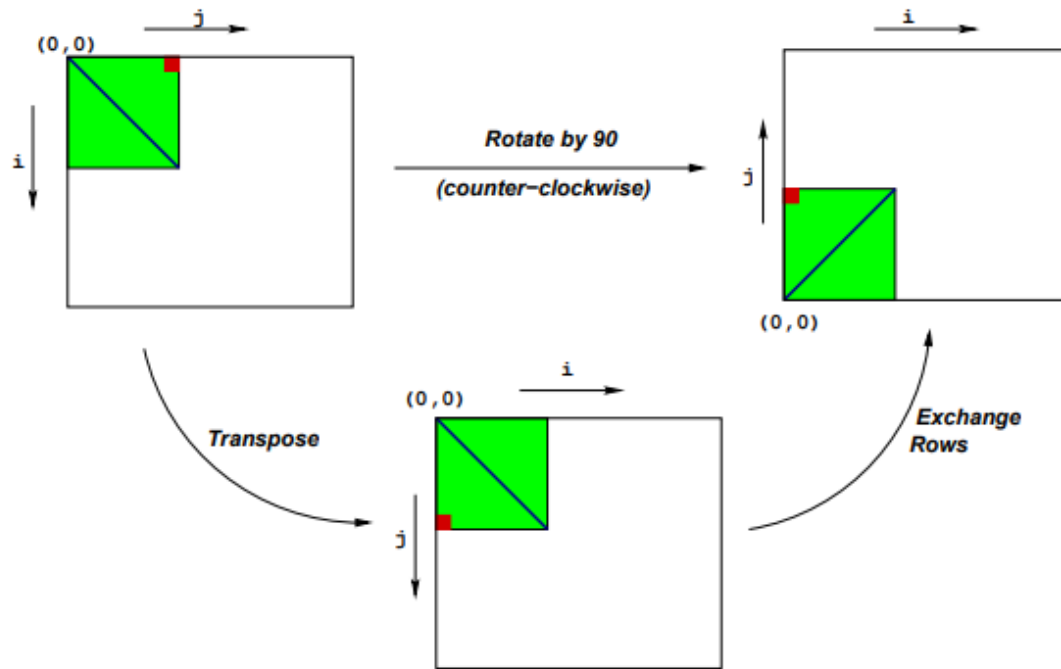 j
(0,0)
i
Rotate by 90
(counter-clockwise)
i
j
(0,0)
Transpose
(0,0)
i
j
Exchange
Rows